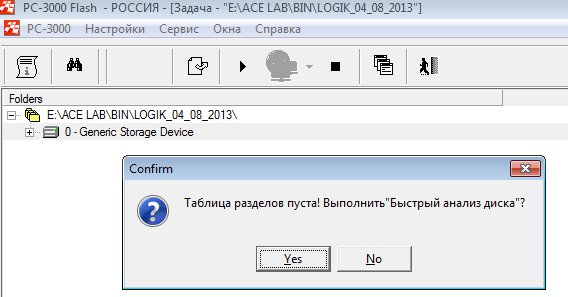 PC-3000 Flash - РОССИЯ - [Задача - "E:\ACE LAB\BIN\LOGIK_04_08_2013"]
PC-3000 Настройки Сервис Окна Справка
Folders
E:\ACE LAB\BIN\LOGIK_04_08_2013\
0 - Generic Storage Device
Confirm
Таблица разделов пуста! Выполнить"Быстрый анализ диска"?
Yes No